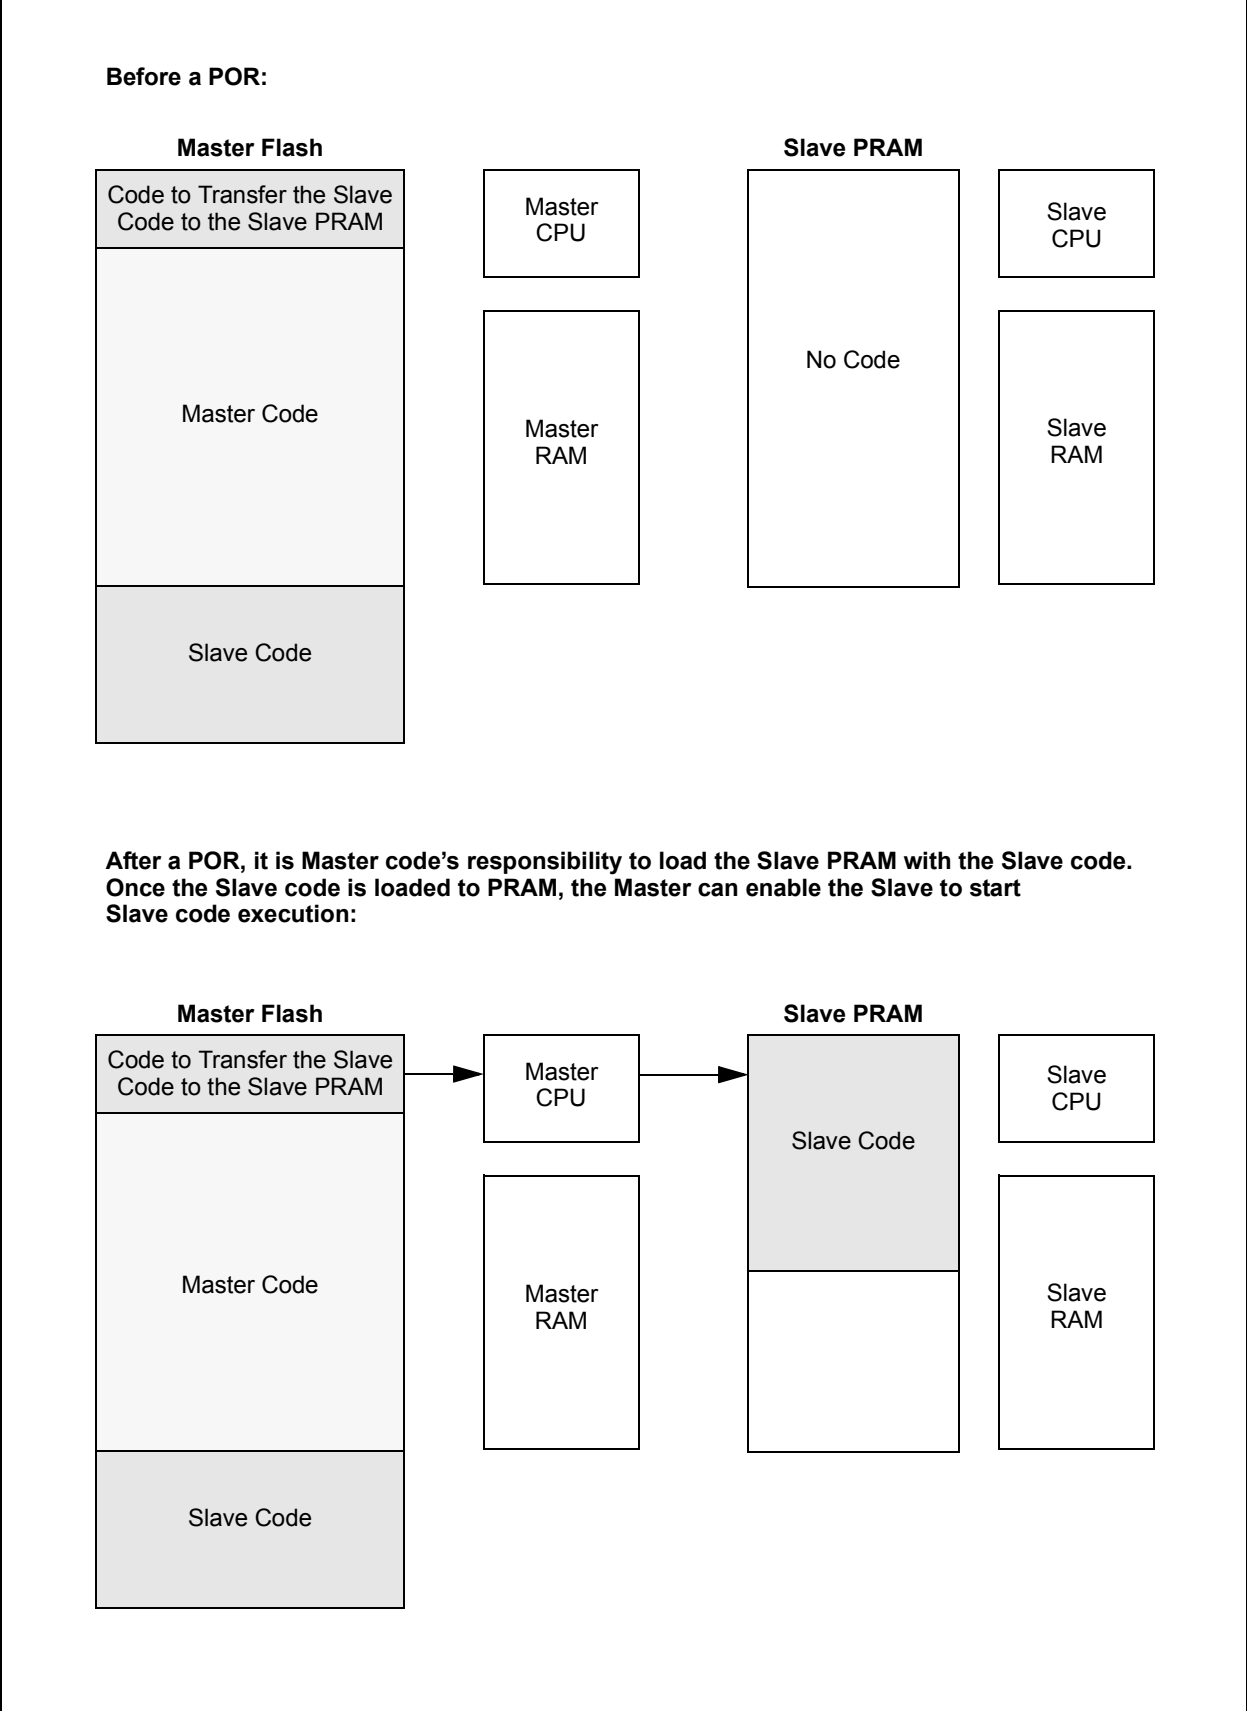 Before a POR:
Master Flash
Slave PRAM
Code to Transfer the Slave
Code to the Slave PRAM
Master
CPU
Slave
CPU
No Code
Master Code
Master
RAM
Slave
RAM
Slave Code
After a POR, it is Master code’s responsibility to load the Slave PRAM with the Slave code.
Once the Slave code is loaded to PRAM, the Master can enable the Slave to start
Slave code execution:
Master Flash
Slave PRAM
Code to Transfer the Slave
Code to the Slave PRAM
Master
CPU
Slave
CPU
Slave Code
Master Code
Master
RAM
Slave
RAM
Slave Code